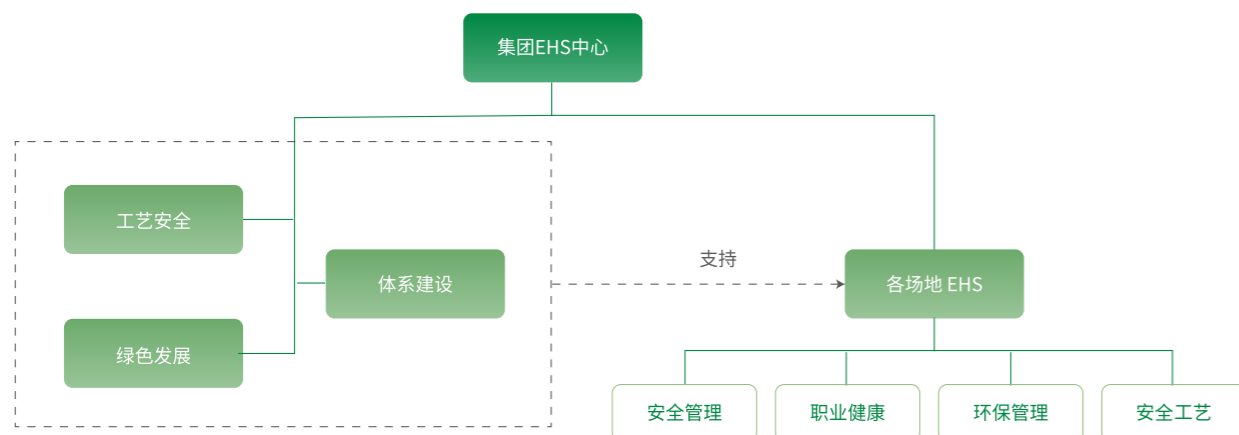 集团EHS中心
工艺安全
体系建设
绿色发展
支持
各场地 EHS
安全管理
职业健康
环保管理
安全工艺